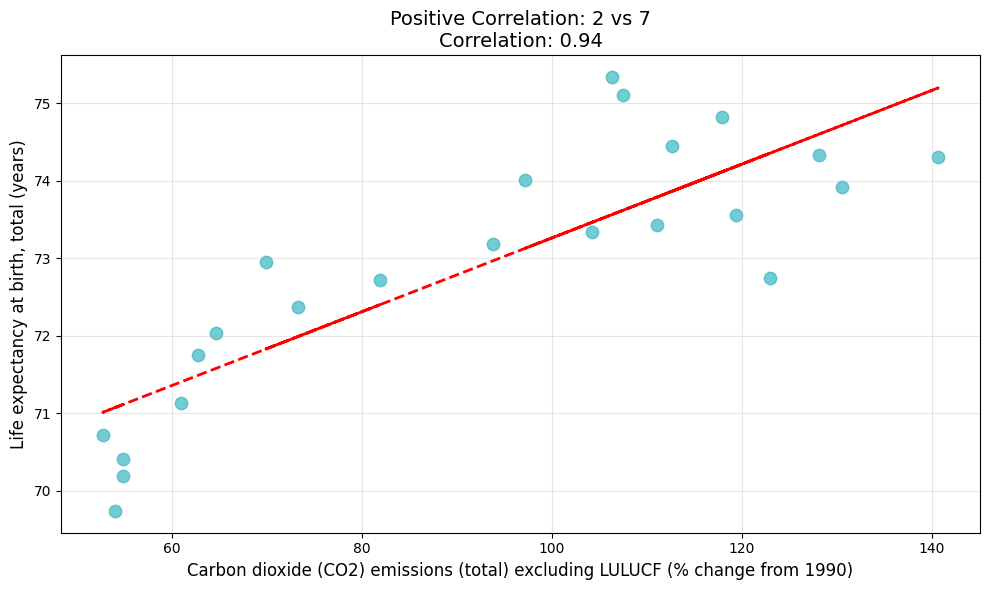 Positive Correlation: 2 vs 7
Correlation: 0.94
75
74
73
72
71
70
Life expectancy at birth, total (years)
60
80
100
120
140
Carbon dioxide (CO2) emissions (total) excluding LULUCF (% change from 1990)